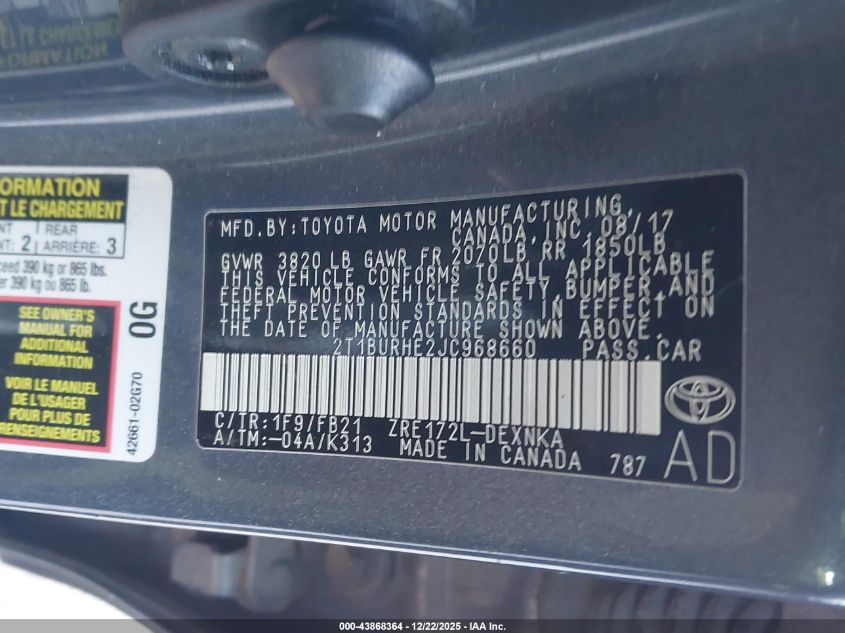 ORMATION
T LE CHARGEMENT
NT REAR
NT: 2 ARRIÈRE: 3
ceed 390 kg or 865 lbs.
er 390 kg ou 865 lb.
SEE OWNER'S
MANUAL FOR
ADDITIONAL
INFORMATION
VOIR LE MANUEL
DE L'USAGER
POUR PLUS DE
RENSEIGNEMENTS
0G
42661-02G70
MFD.BY:TOYOTA MOTOR MANUFACTURING,
CANADA,INC. 08/17
GVWR 3820 LB GAWR FR 2070LB RR 1850LB
THIS VEHICLE CONFORMS TO ALL APPLICABLE
FEDERAL MOTOR VEHICLE SAFETY,BUMPER,AND
THEFT PREVENTION STANDARDS IN EFFECT ON
THE DATE OF MANUFACTURE SHOWN ABOVE.
2T1BURHE2JC968660 PASS.CAR
C/TR:1F9/FB21 ZRE172L-DEXNKA
A/TM:-04A/K313 MADE IN CANADA 787
AD
TOYOTA
000-43868364 - 12/22/2025 - IAA Inc.